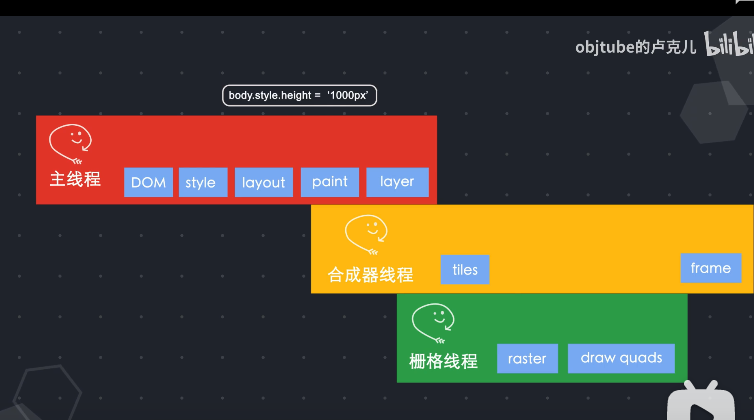 objtube的卢克儿 bilibili
body.style.height = '1000px'
主线程 DOM style layout paint layer
合成器线程 tiles frame
栅格线程 raster draw quads